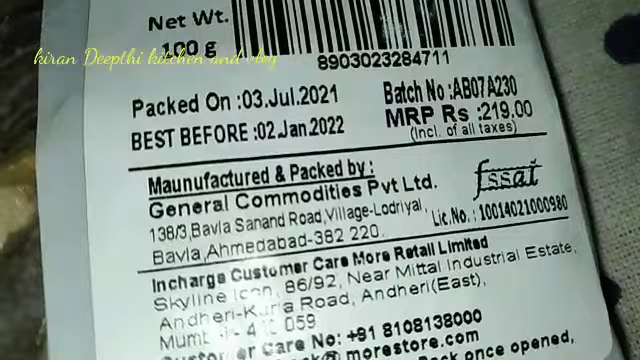 Net Wt.
100 g
kiran Deepthi kitchen and vlog
8903023284711
Packed On :03.Jul.2021
Batch No :AB07A230
BEST BEFORE :02.Jan.2022
MRP Rs :219.00
(Incl. of all taxes)
Maunufactured & Packed by :
General Commodities Pvt Ltd.
138/3,Bavla Sanand Road,Village-Lodriyal,
Bavla,Ahmedabad-382 220.
fssai
Lic.No.: 10014021000980
Incharge Customer Care More Retail Limited
Skyline Icon, 86/92, Near Mittal Industrial Estate,
Andheri-Kurla Road, Andheri(East),
059
Customer Care No: +91 8108138000
@morestore.com
pack once opened,